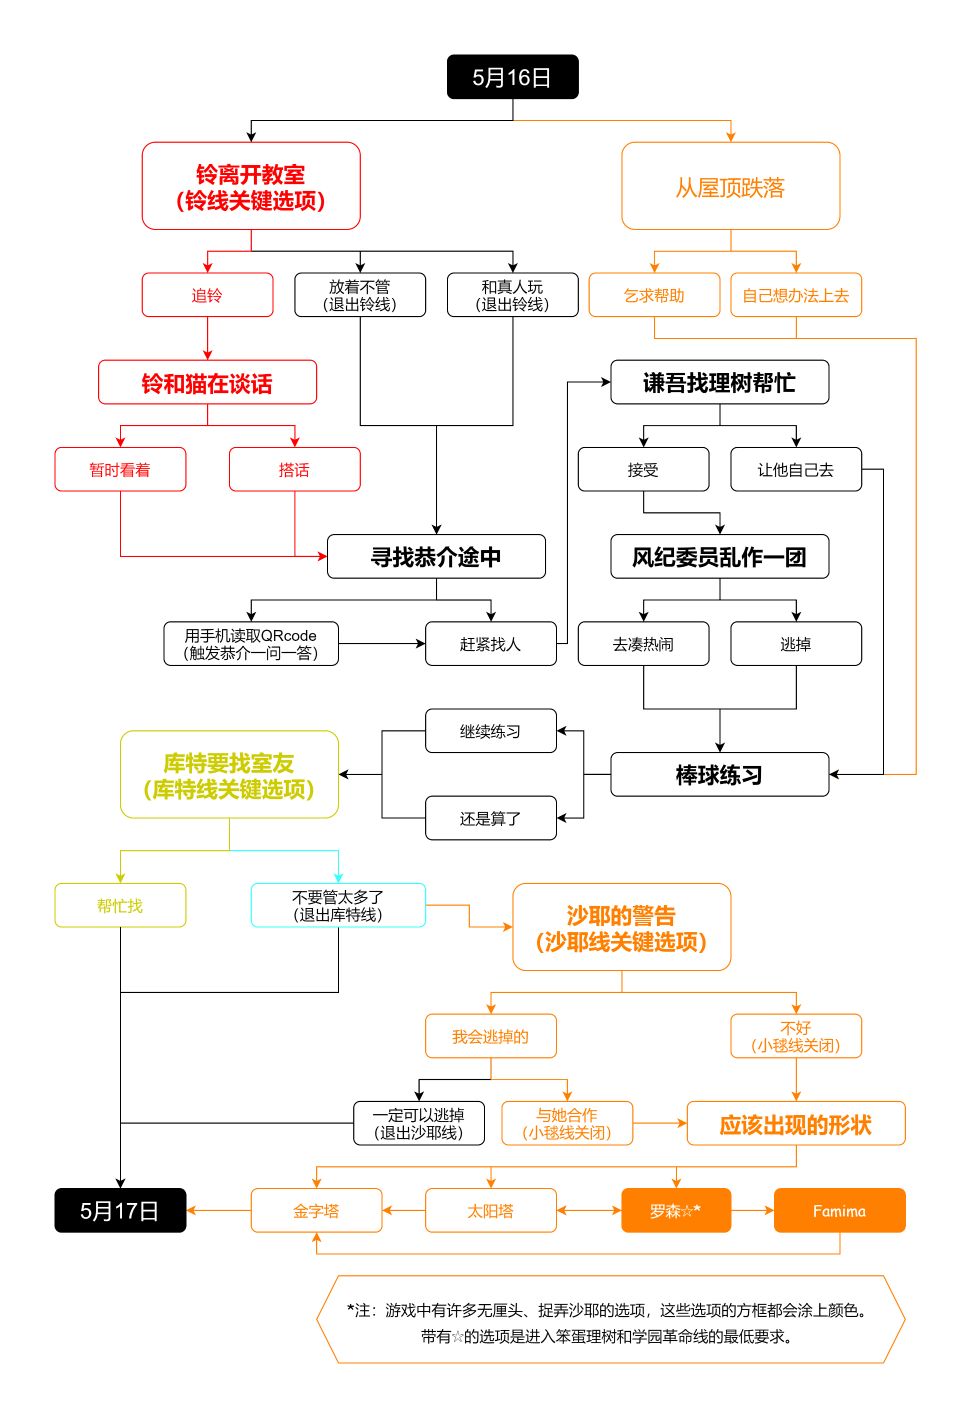 5月16日
铃离开教室
（铃线关键选项）
从屋顶跌落
追铃
放着不管
（退出铃线）
和真人玩
（退出铃线）
乞求帮助
自己想办法上去
铃和猫在谈话
谦吾找理树帮忙
暂时看着
搭话
接受
让他自己去
寻找恭介途中
风纪委员乱作一团
用手机读取QRcode
（触发恭介一问一答）
赶紧找人
去凑热闹
逃掉
继续练习
库特要找室友
（库特线关键选项）
棒球练习
还是算了
帮忙找
不要管太多了
（退出库特线）
沙耶的警告
（沙耶线关键选项）
我会逃掉的
不好
（小毬线关闭）
一定可以逃掉
（退出沙耶线）
与她合作
（小毬线关闭）
应该出现的形状
5月17日
金字塔
太阳塔
罗森☆*
Famima
*注：游戏中有许多无厘头、捉弄沙耶的选项，这些选项的方框都会涂上颜色。
带有☆的选项是进入笨蛋理树和学园革命线的最低要求。